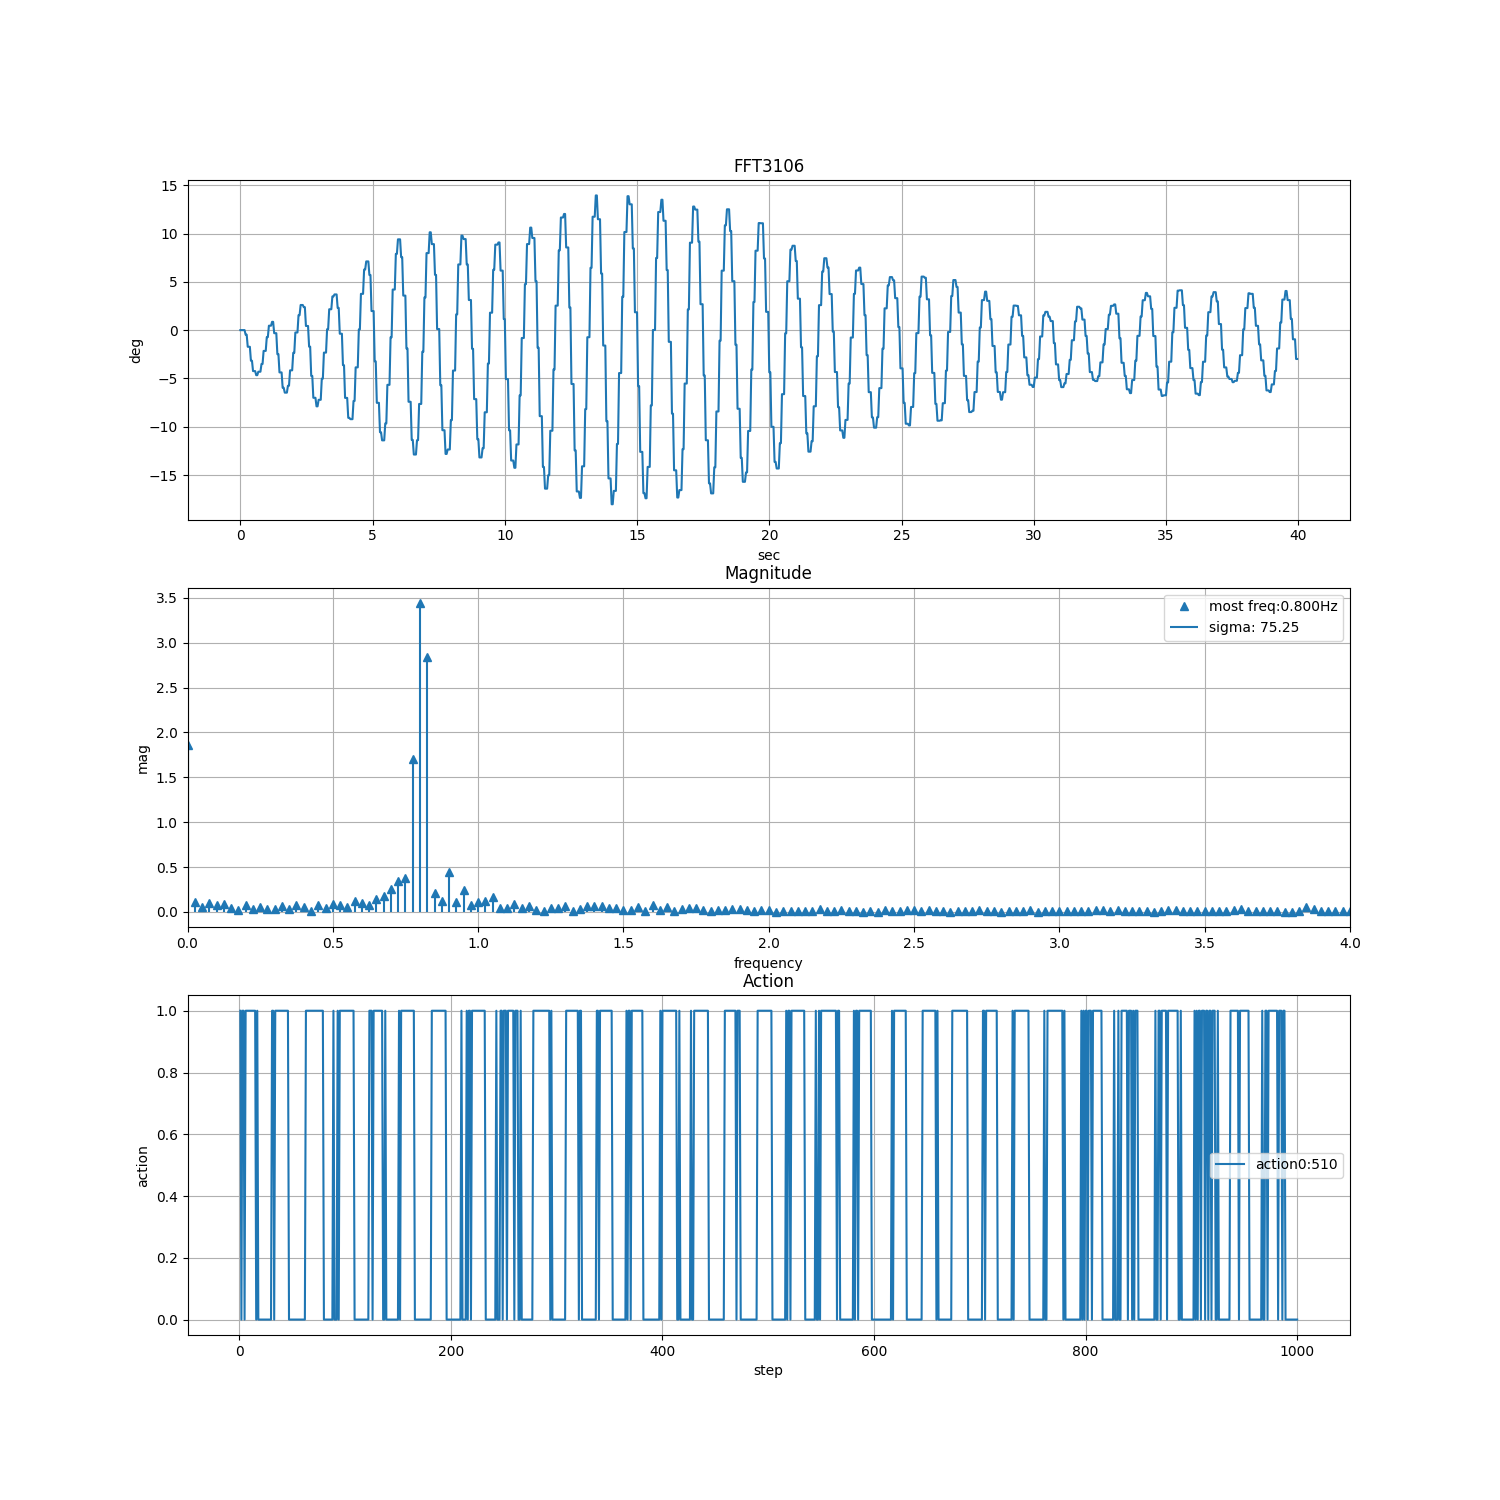 FFT3106
15
10
5
0
−5
−10
−15
deg
0 5 10 15 20 25 30 35 40
sec
Magnitude
3.5
3.0
2.5
2.0
1.5
1.0
0.5
0.0
mag
most freq:0.800Hz
sigma: 75.25
0.0 0.5 1.0 1.5 2.0 2.5 3.0 3.5 4.0
frequency
Action
1.0
0.8
0.6
0.4
0.2
0.0
action
action0:510
0 200 400 600 800 1000
step